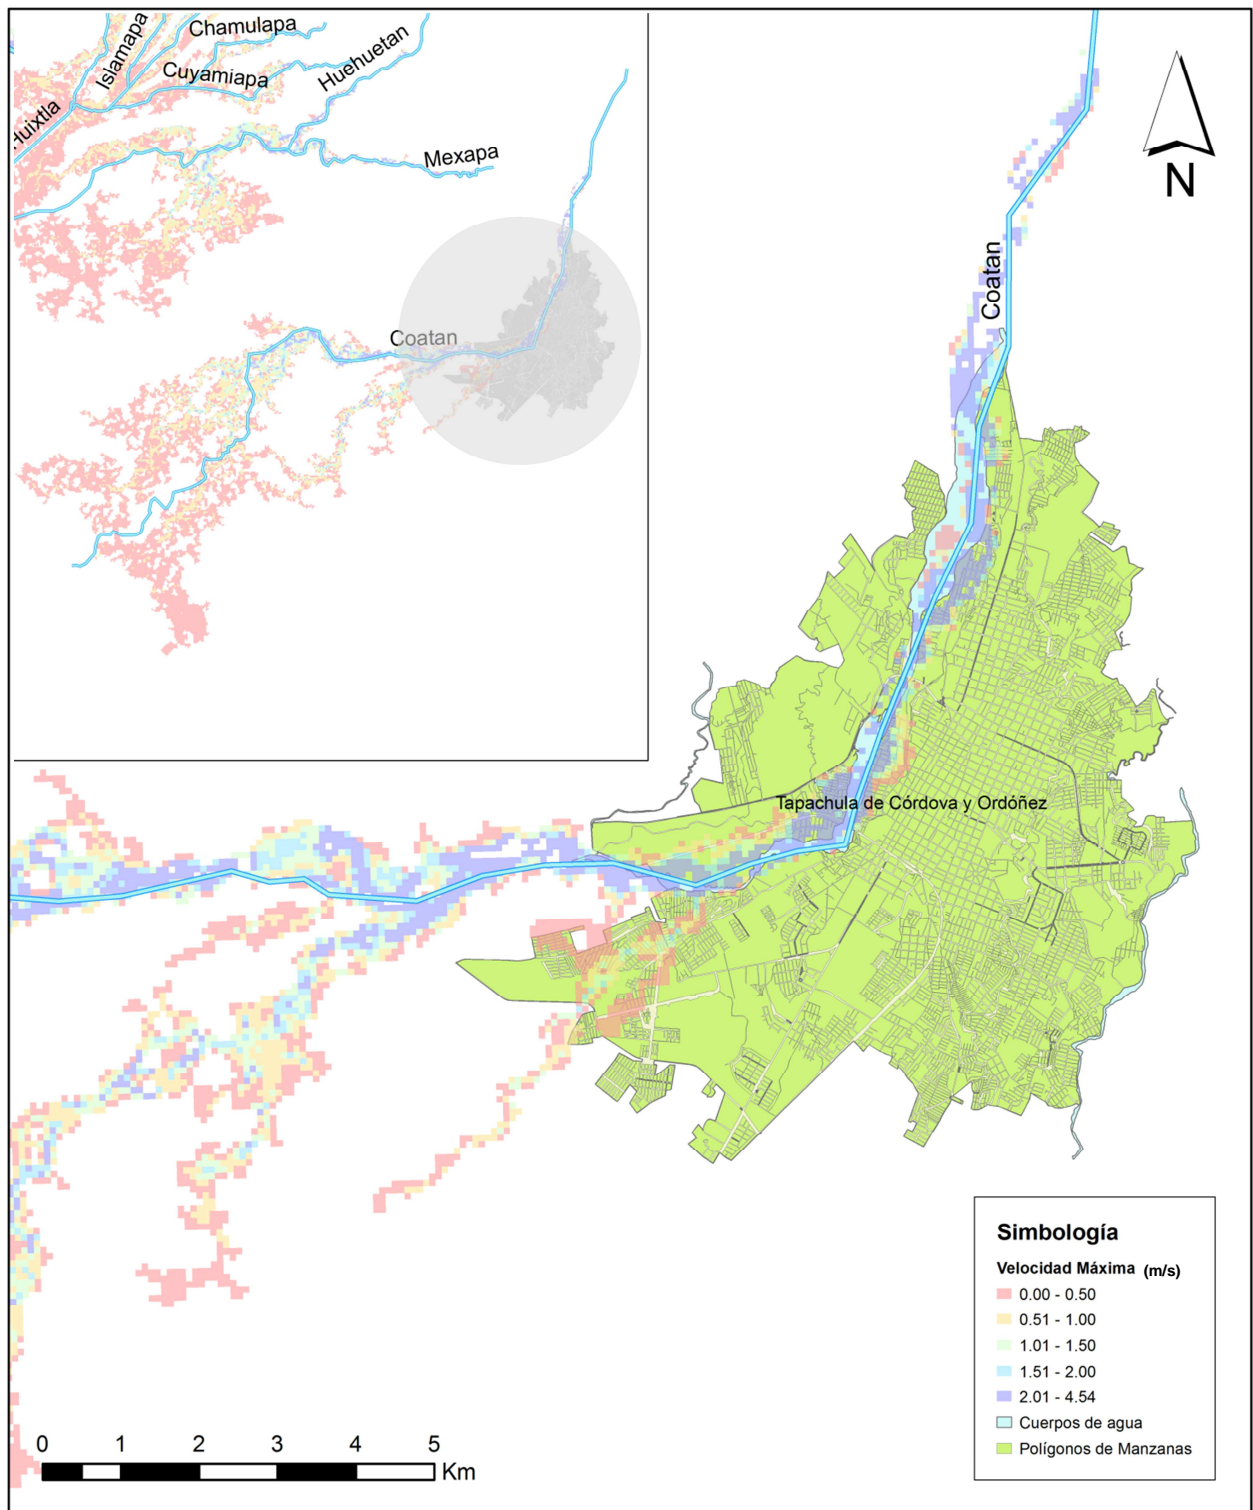 Chamulapa
Islamapa
Huehuetan
Cuyamiapa
Huixtla
Mexapa
N
Coatan
Coatan
Tapachula de Córdova y Ordóñez
Simbología
Velocidad Máxima (m/s)
0.00 - 0.50
0.51 - 1.00
1.01 - 1.50
1.51 - 2.00
2.01 - 4.54
Cuerpos de agua
Polígonos de Manzanas
0 1 2 3 4 5
Km